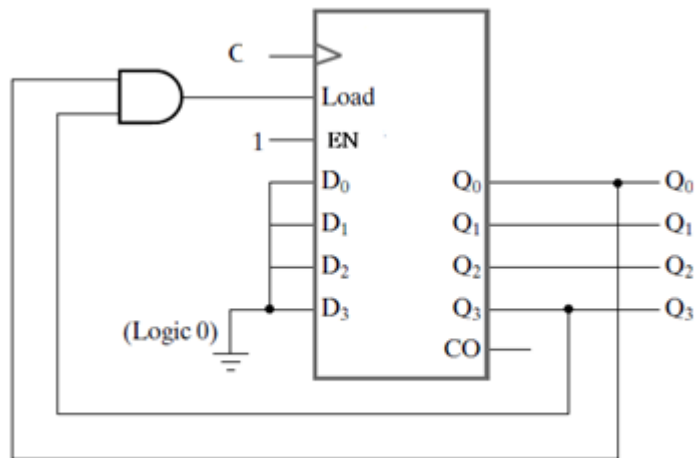 C
Load
1 EN
D₀ Q₀ Q₀
D₁ Q₁ Q₁
D₂ Q₂ Q₂
D₃ Q₃ Q₃
(Logic 0)
CO